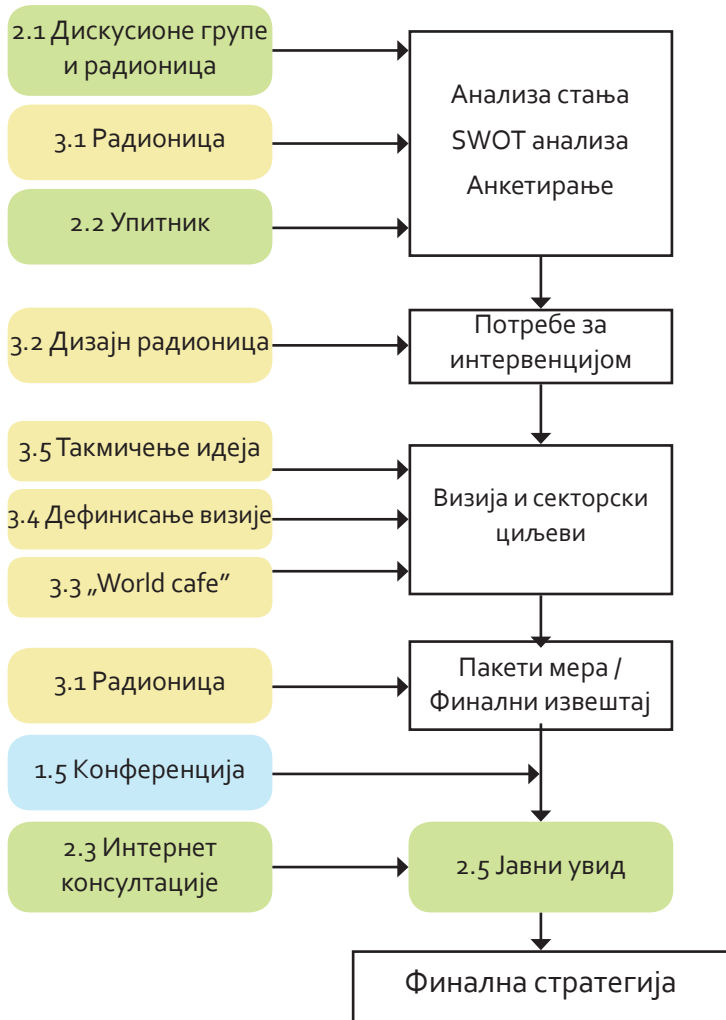 2.1 Дискусионе групе
и радионица
3.1 Радионица
2.2 Упитник
Анализа стања
SWOT анализа
Анкетирање
3.2 Дизајн радионица
Потребе за
интервенцијом
3.5 Такмичење идеја
3.4 Дефинисање визије
3.3 „World cafe”
Визија и секторски
циљеви
3.1 Радионица
Пакети мера /
Финални извештај
1.5 Конференција
2.3 Интернет
консултације
2.5 Јавни увид
Финална стратегија